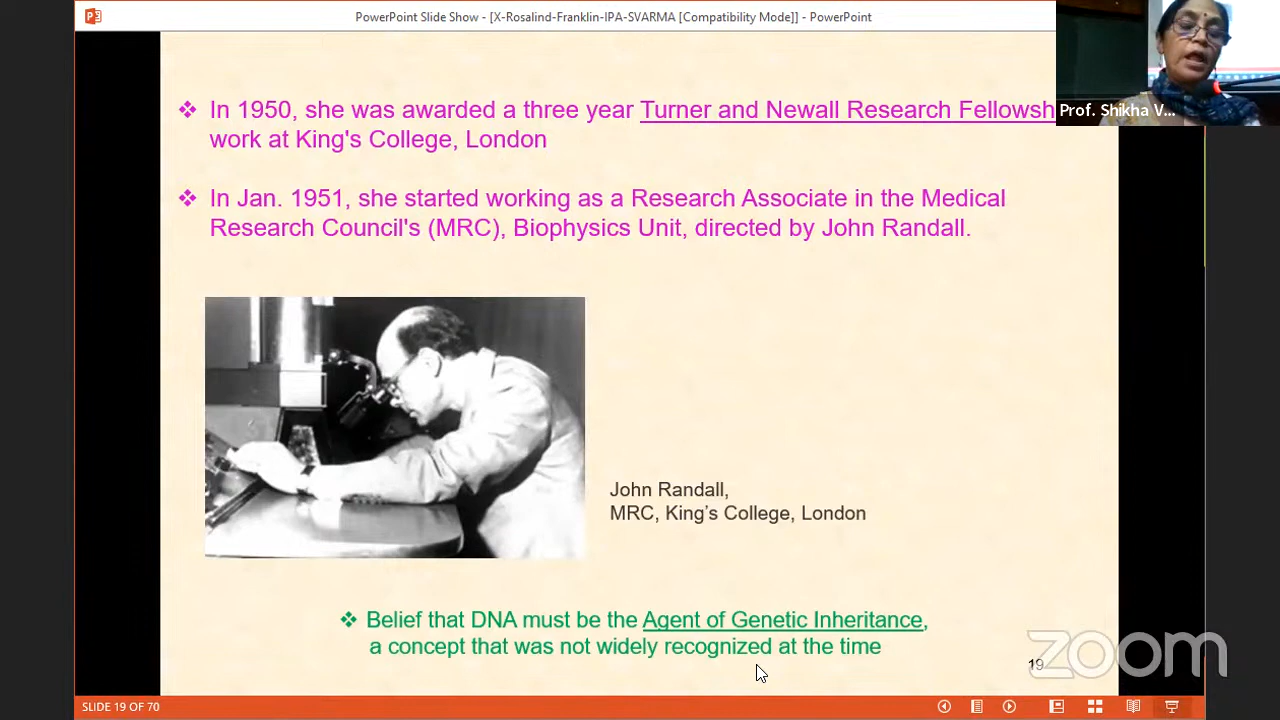 PowerPoint Slide Show - [X-Rosalind-Franklin-IPA-SVARMA [Compatibility Mode]] - PowerPoint
❖ In 1950, she was awarded a three year Turner and Newall Research Fellowsh
work at King's College, London
❖ In Jan. 1951, she started working as a Research Associate in the Medical
Research Council's (MRC), Biophysics Unit, directed by John Randall.
Prof. Shikha V...
John Randall,
MRC, King’s College, London
❖ Belief that DNA must be the Agent of Genetic Inheritance,
a concept that was not widely recognized at the time
19
zoom
SLIDE 19 OF 70